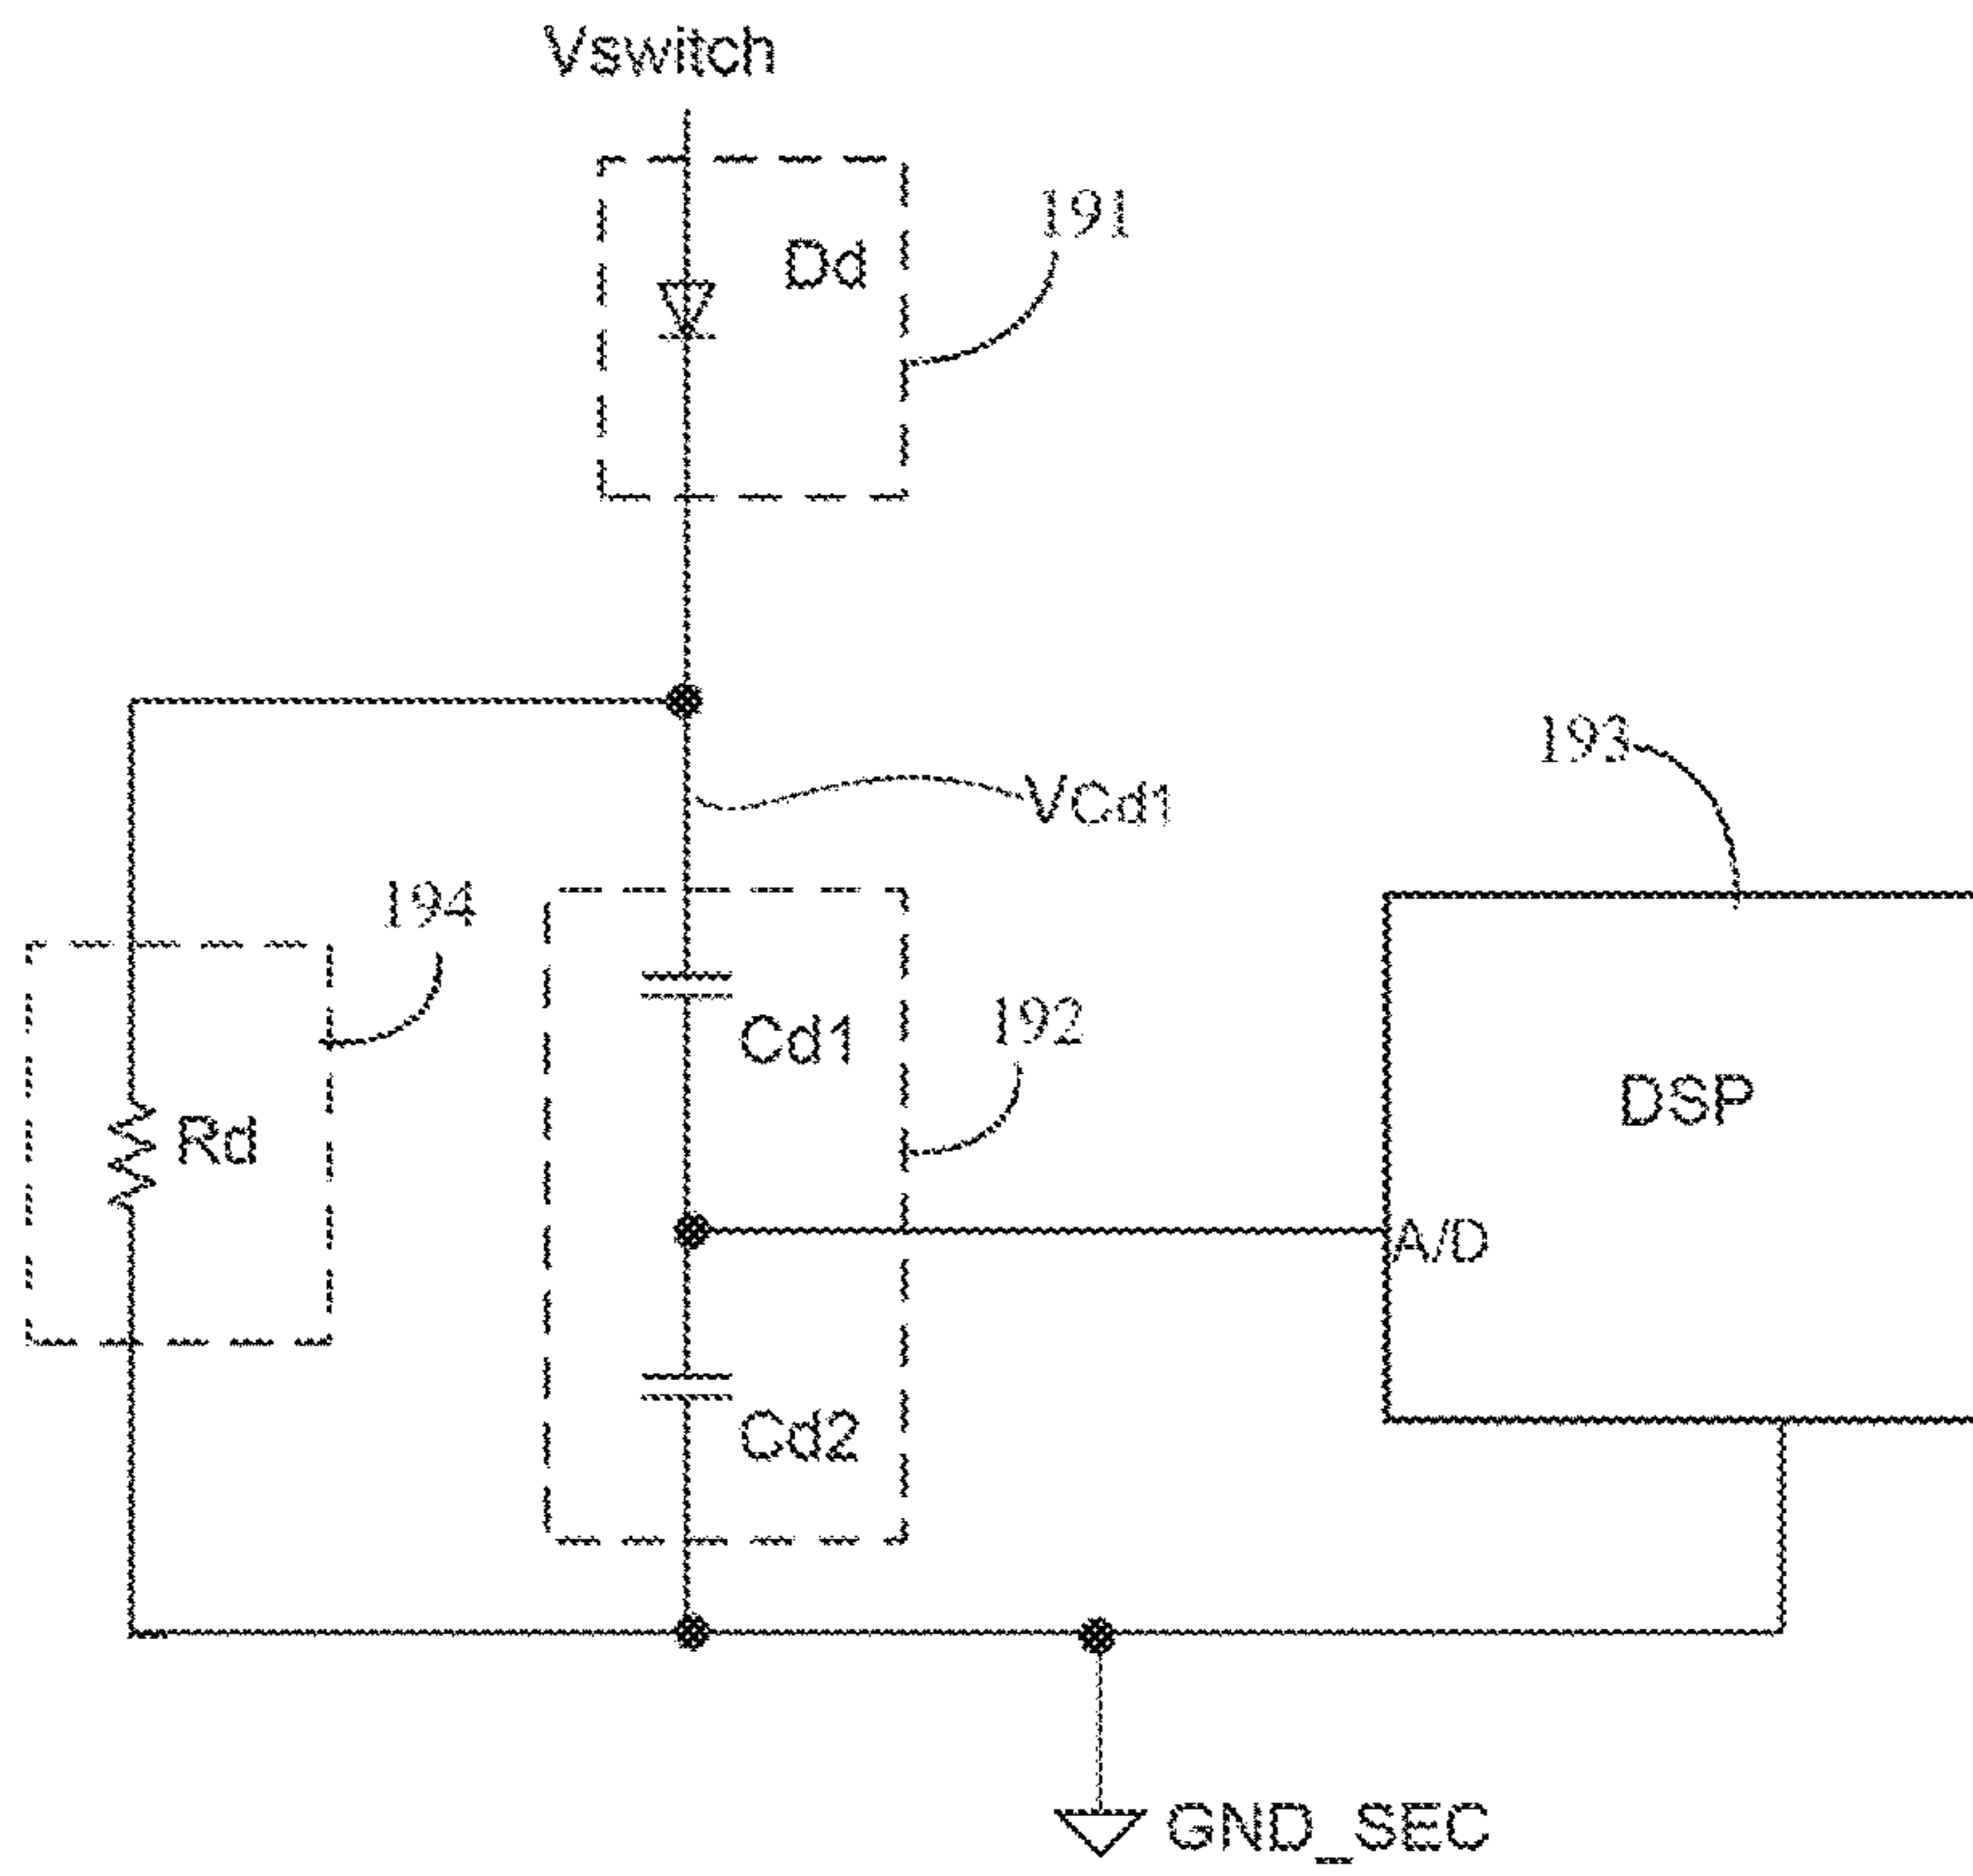 Vswitch
191
Dd
193
VCd1
194
192
Cd1
DSP
Rd
A/D
Cd2
GND_SEC